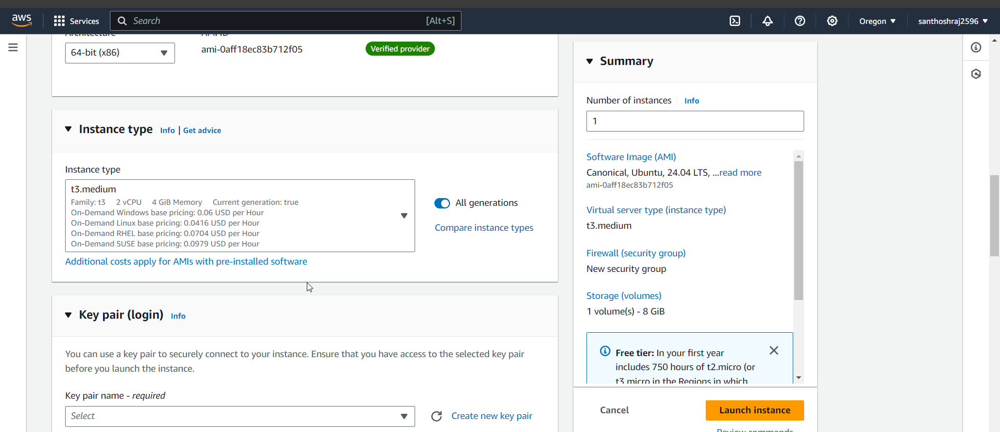 aws
Services
Search
[Alt+S]
Oregon
santhoshraj2596
64-bit (x86)
ami-0aff18ec83b712f05
Verified provider
Instance type
Info | Get advice
Instance type
t3.medium
Family: t3 2 vCPU 4 GiB Memory Current generation: true
On-Demand Windows base pricing: 0.06 USD per Hour
On-Demand Linux base pricing: 0.0416 USD per Hour
On-Demand RHEL base pricing: 0.0704 USD per Hour
On-Demand SUSE base pricing: 0.0979 USD per Hour
All generations
Compare instance types
Additional costs apply for AMIs with pre-installed software
Key pair (login)
Info
You can use a key pair to securely connect to your instance. Ensure that you have access to the selected key pair
before you launch the instance.
Key pair name - required
Select
Create new key pair
Summary
Number of instances
Info
1
Software Image (AMI)
Canonical, Ubuntu, 24.04 LTS, ...read more
ami-0aff18ec83b712f05
Virtual server type (instance type)
t3.medium
Firewall (security group)
New security group
Storage (volumes)
1 volume(s) - 8 GiB
Free tier: In your first year
includes 750 hours of t2.micro (or
t3.micro in the Regions in which
Cancel
Launch instance
Review commands